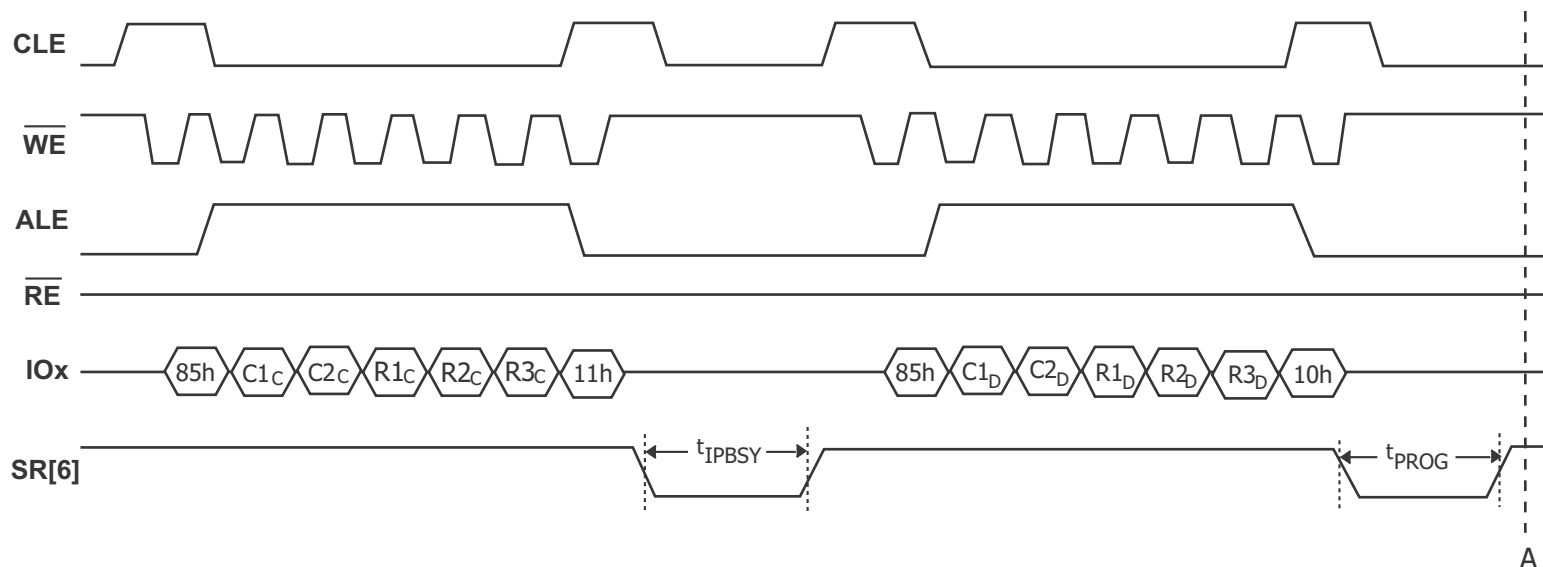 CLE
WE
ALE
RE
IOx 85h C1C C2C R1C R2C R3C 11h 85h C1D C2D R1D R2D R3D 10h
SR[6] tIPBSY tPROG
A